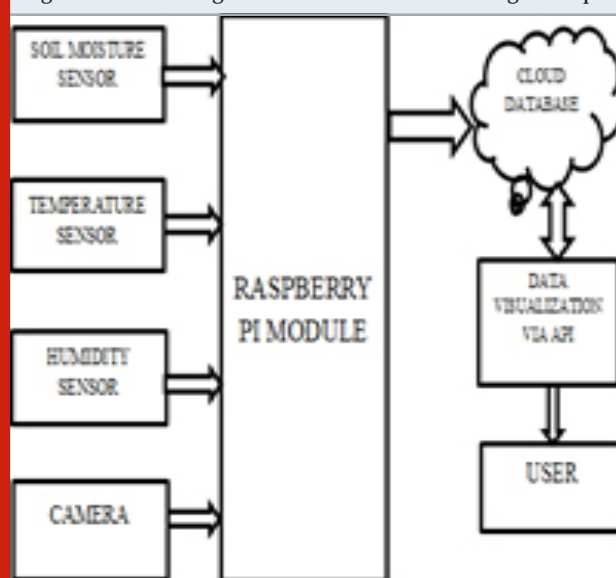 SOIL MOISTURE
SENSOR
TEMPERATURE
SENSOR
HUMIDITY
SENSOR
CAMERA
RASPBERRY
PI MODULE
CLOUD
DATABASE
DATA
VISUALIZATION
VIA API
USER